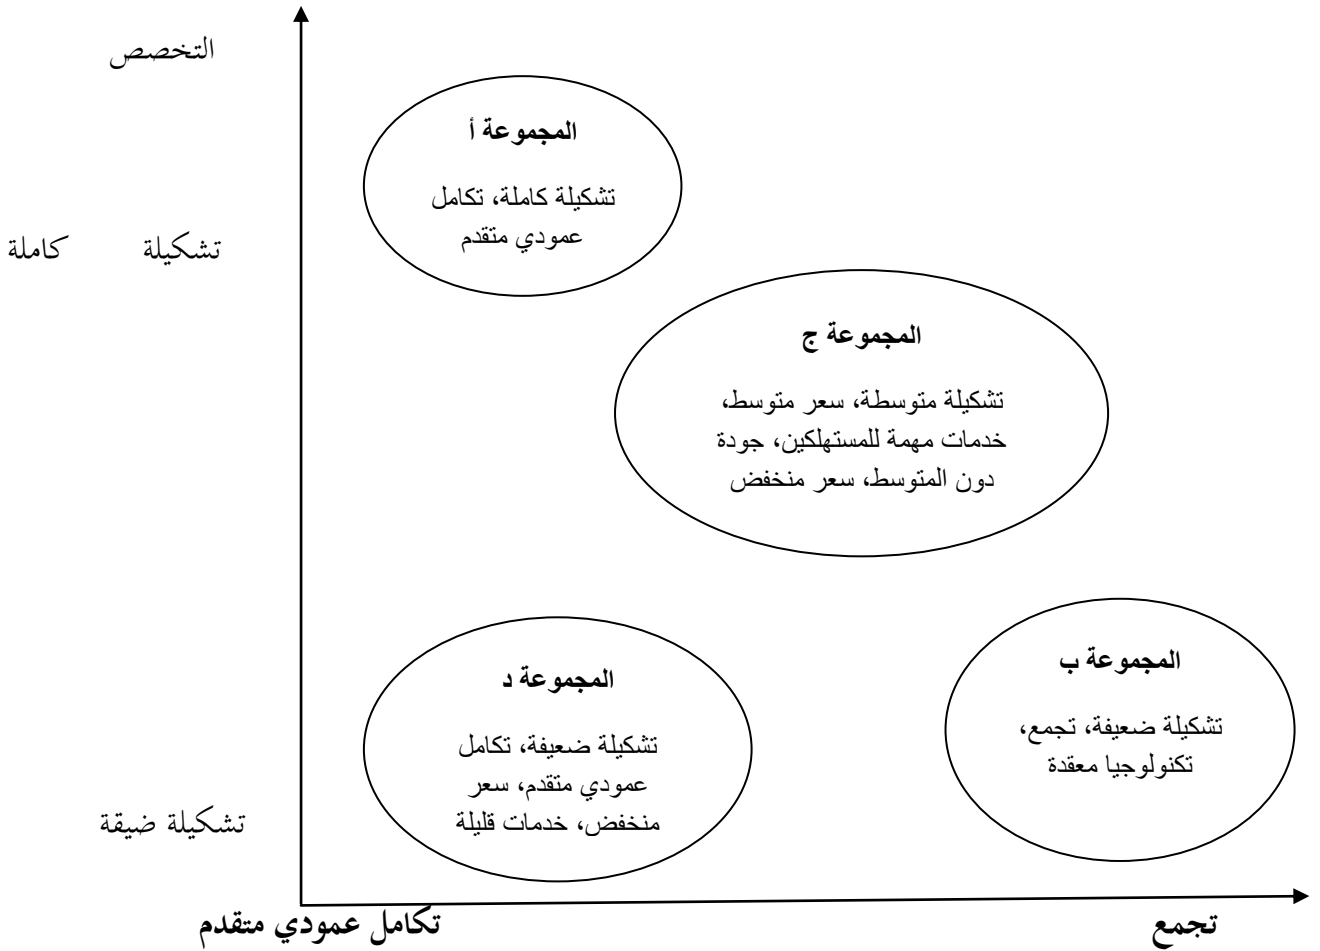 التخصص
المجموعة أ
تشكيلة كاملة، تكامل
عمودي متقدم
تشكيلة كاملة
المجموعة ج
تشكيلة متوسطة، سعر متوسط،
خدمات مهمة للمستهلكين، جودة
دون المتوسط، سعر منخفض
المجموعة ب
تشكيلة ضعيفة، تجمع،
تكنولوجيا معقدة
المجموعة د
تشكيلة ضعيفة، تكامل
عمودي متقدم، سعر
منخفض، خدمات قليلة
تشكيلة ضيقة
تجمع
تكامل عمودي متقدم